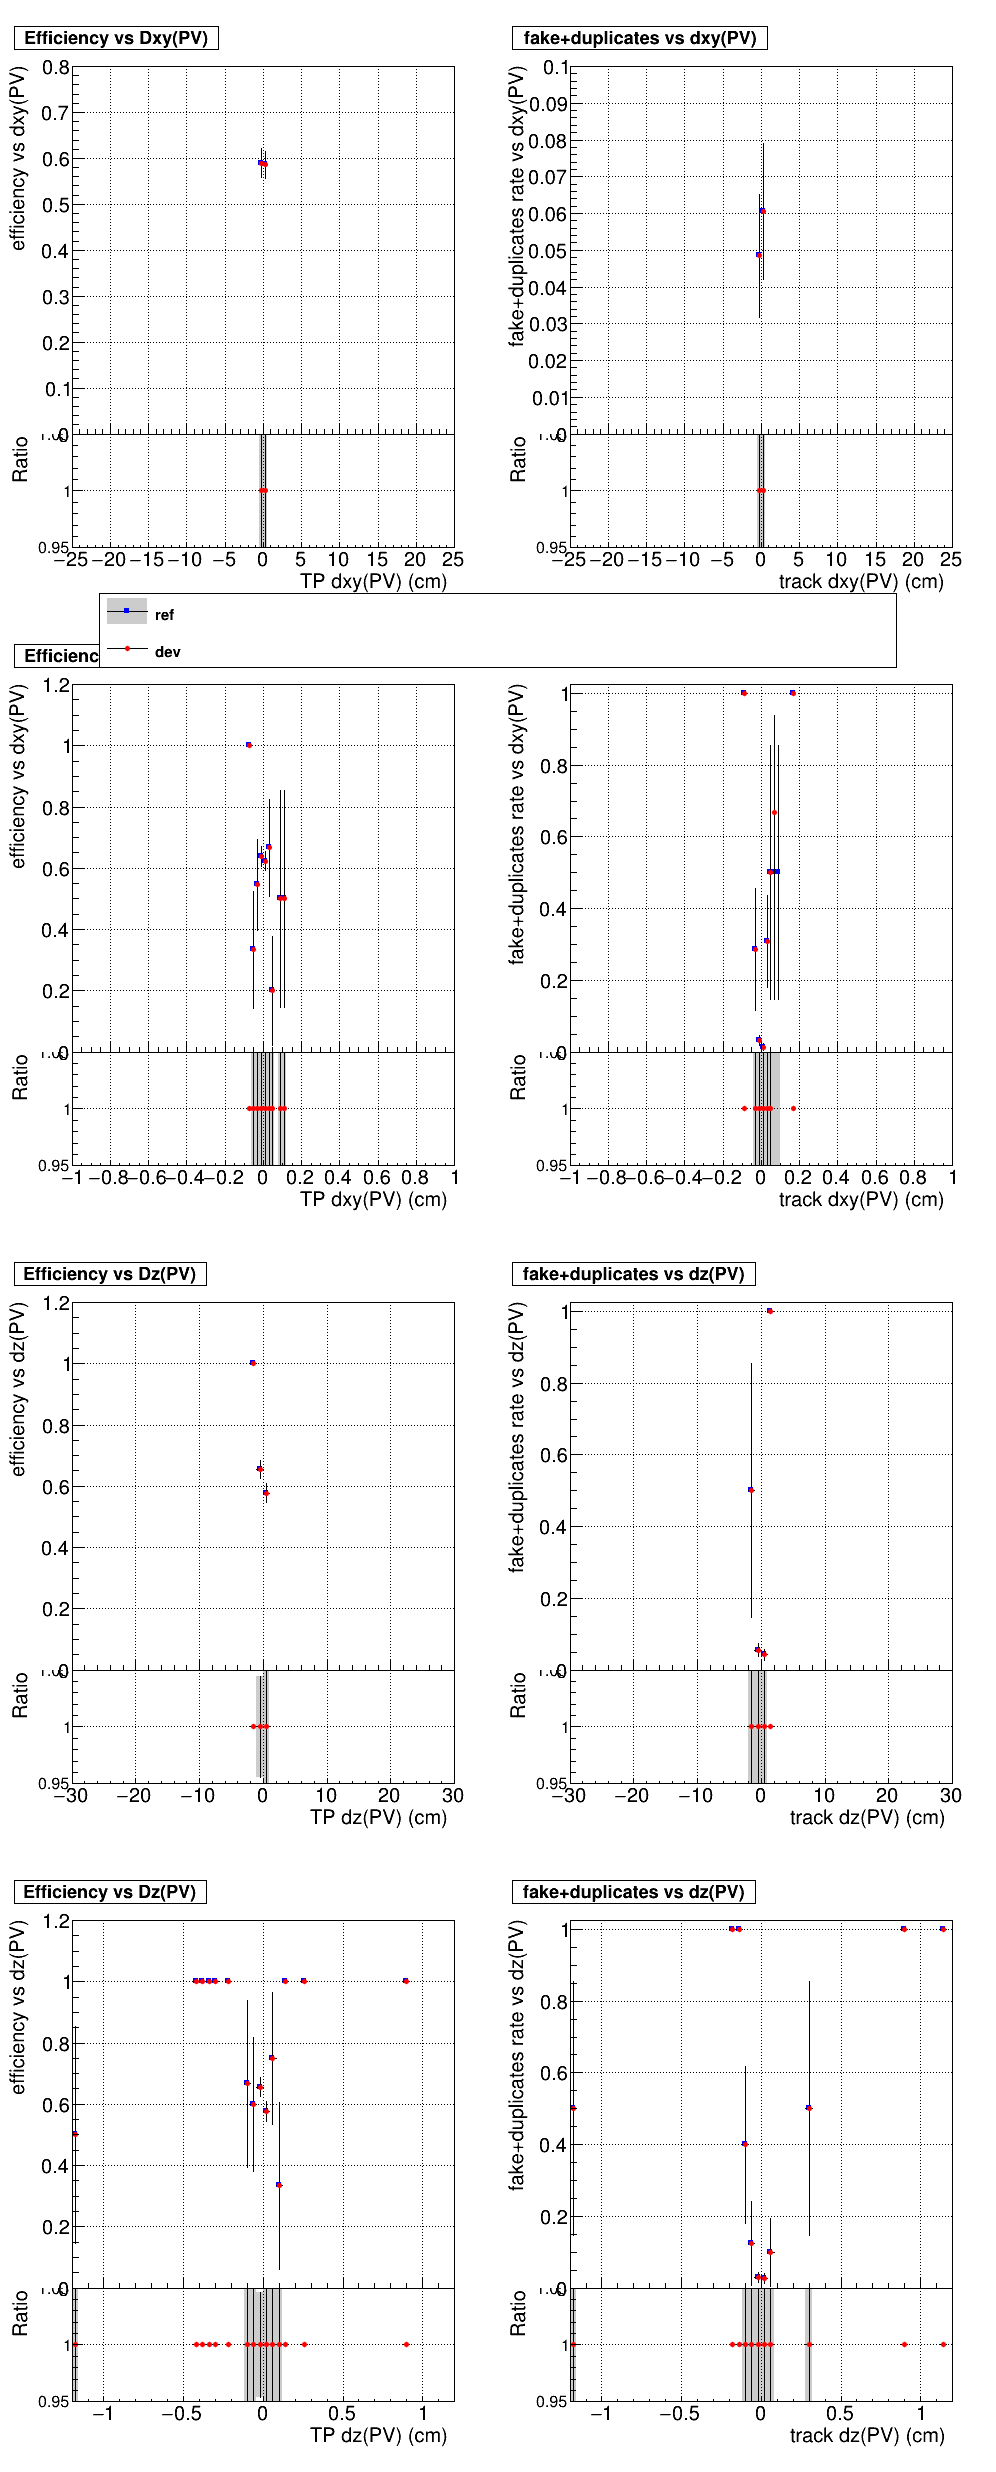 Efficiency vs Dxy(PV)
fake+duplicates vs dxy(PV)
efficiency vs dxy(PV)
0.8
0.7
0.6
0.5
0.4
0.3
0.2
0.1
0
Ratio
1
0.95
−25 −20 −15 −10 −5 0 5 10 15 20 25
TP dxy(PV) (cm)
fake+duplicates rate vs dxy(PV)
0.1
0.09
0.08
0.07
0.06
0.05
0.04
0.03
0.02
0.01
0
Ratio
1
0.95
−25 −20 −15 −10 −5 0 5 10 15 20 25
track dxy(PV) (cm)
ref
dev
Efficienc
efficiency vs dxy(PV)
1.2
1
0.8
0.6
0.4
0.2
0
Ratio
1
0.95
−1 −0.8 −0.6 −0.4 −0.2 0 0.2 0.4 0.6 0.8 1
TP dxy(PV) (cm)
fake+duplicates rate vs dxy(PV)
1
0.8
0.6
0.4
0.2
0
Ratio
1
0.95
−1 −0.8 −0.6 −0.4 −0.2 0 0.2 0.4 0.6 0.8 1
track dxy(PV) (cm)
Efficiency vs Dz(PV)
fake+duplicates vs dz(PV)
efficiency vs dz(PV)
1.2
1
0.8
0.6
0.4
0.2
0
Ratio
1
0.95
−30 −20 −10 0 10 20 30
TP dz(PV) (cm)
fake+duplicates rate vs dz(PV)
1
0.8
0.6
0.4
0.2
0
Ratio
1
0.95
−30 −20 −10 0 10 20 30
track dz(PV) (cm)
Efficiency vs Dz(PV)
fake+duplicates vs dz(PV)
efficiency vs dz(PV)
1.2
1
0.8
0.6
0.4
0.2
0
Ratio
1
0.95
−1 −0.5 0 0.5 1
TP dz(PV) (cm)
fake+duplicates rate vs dz(PV)
1
0.8
0.6
0.4
0.2
0
Ratio
1
0.95
−1 −0.5 0 0.5 1
track dz(PV) (cm)